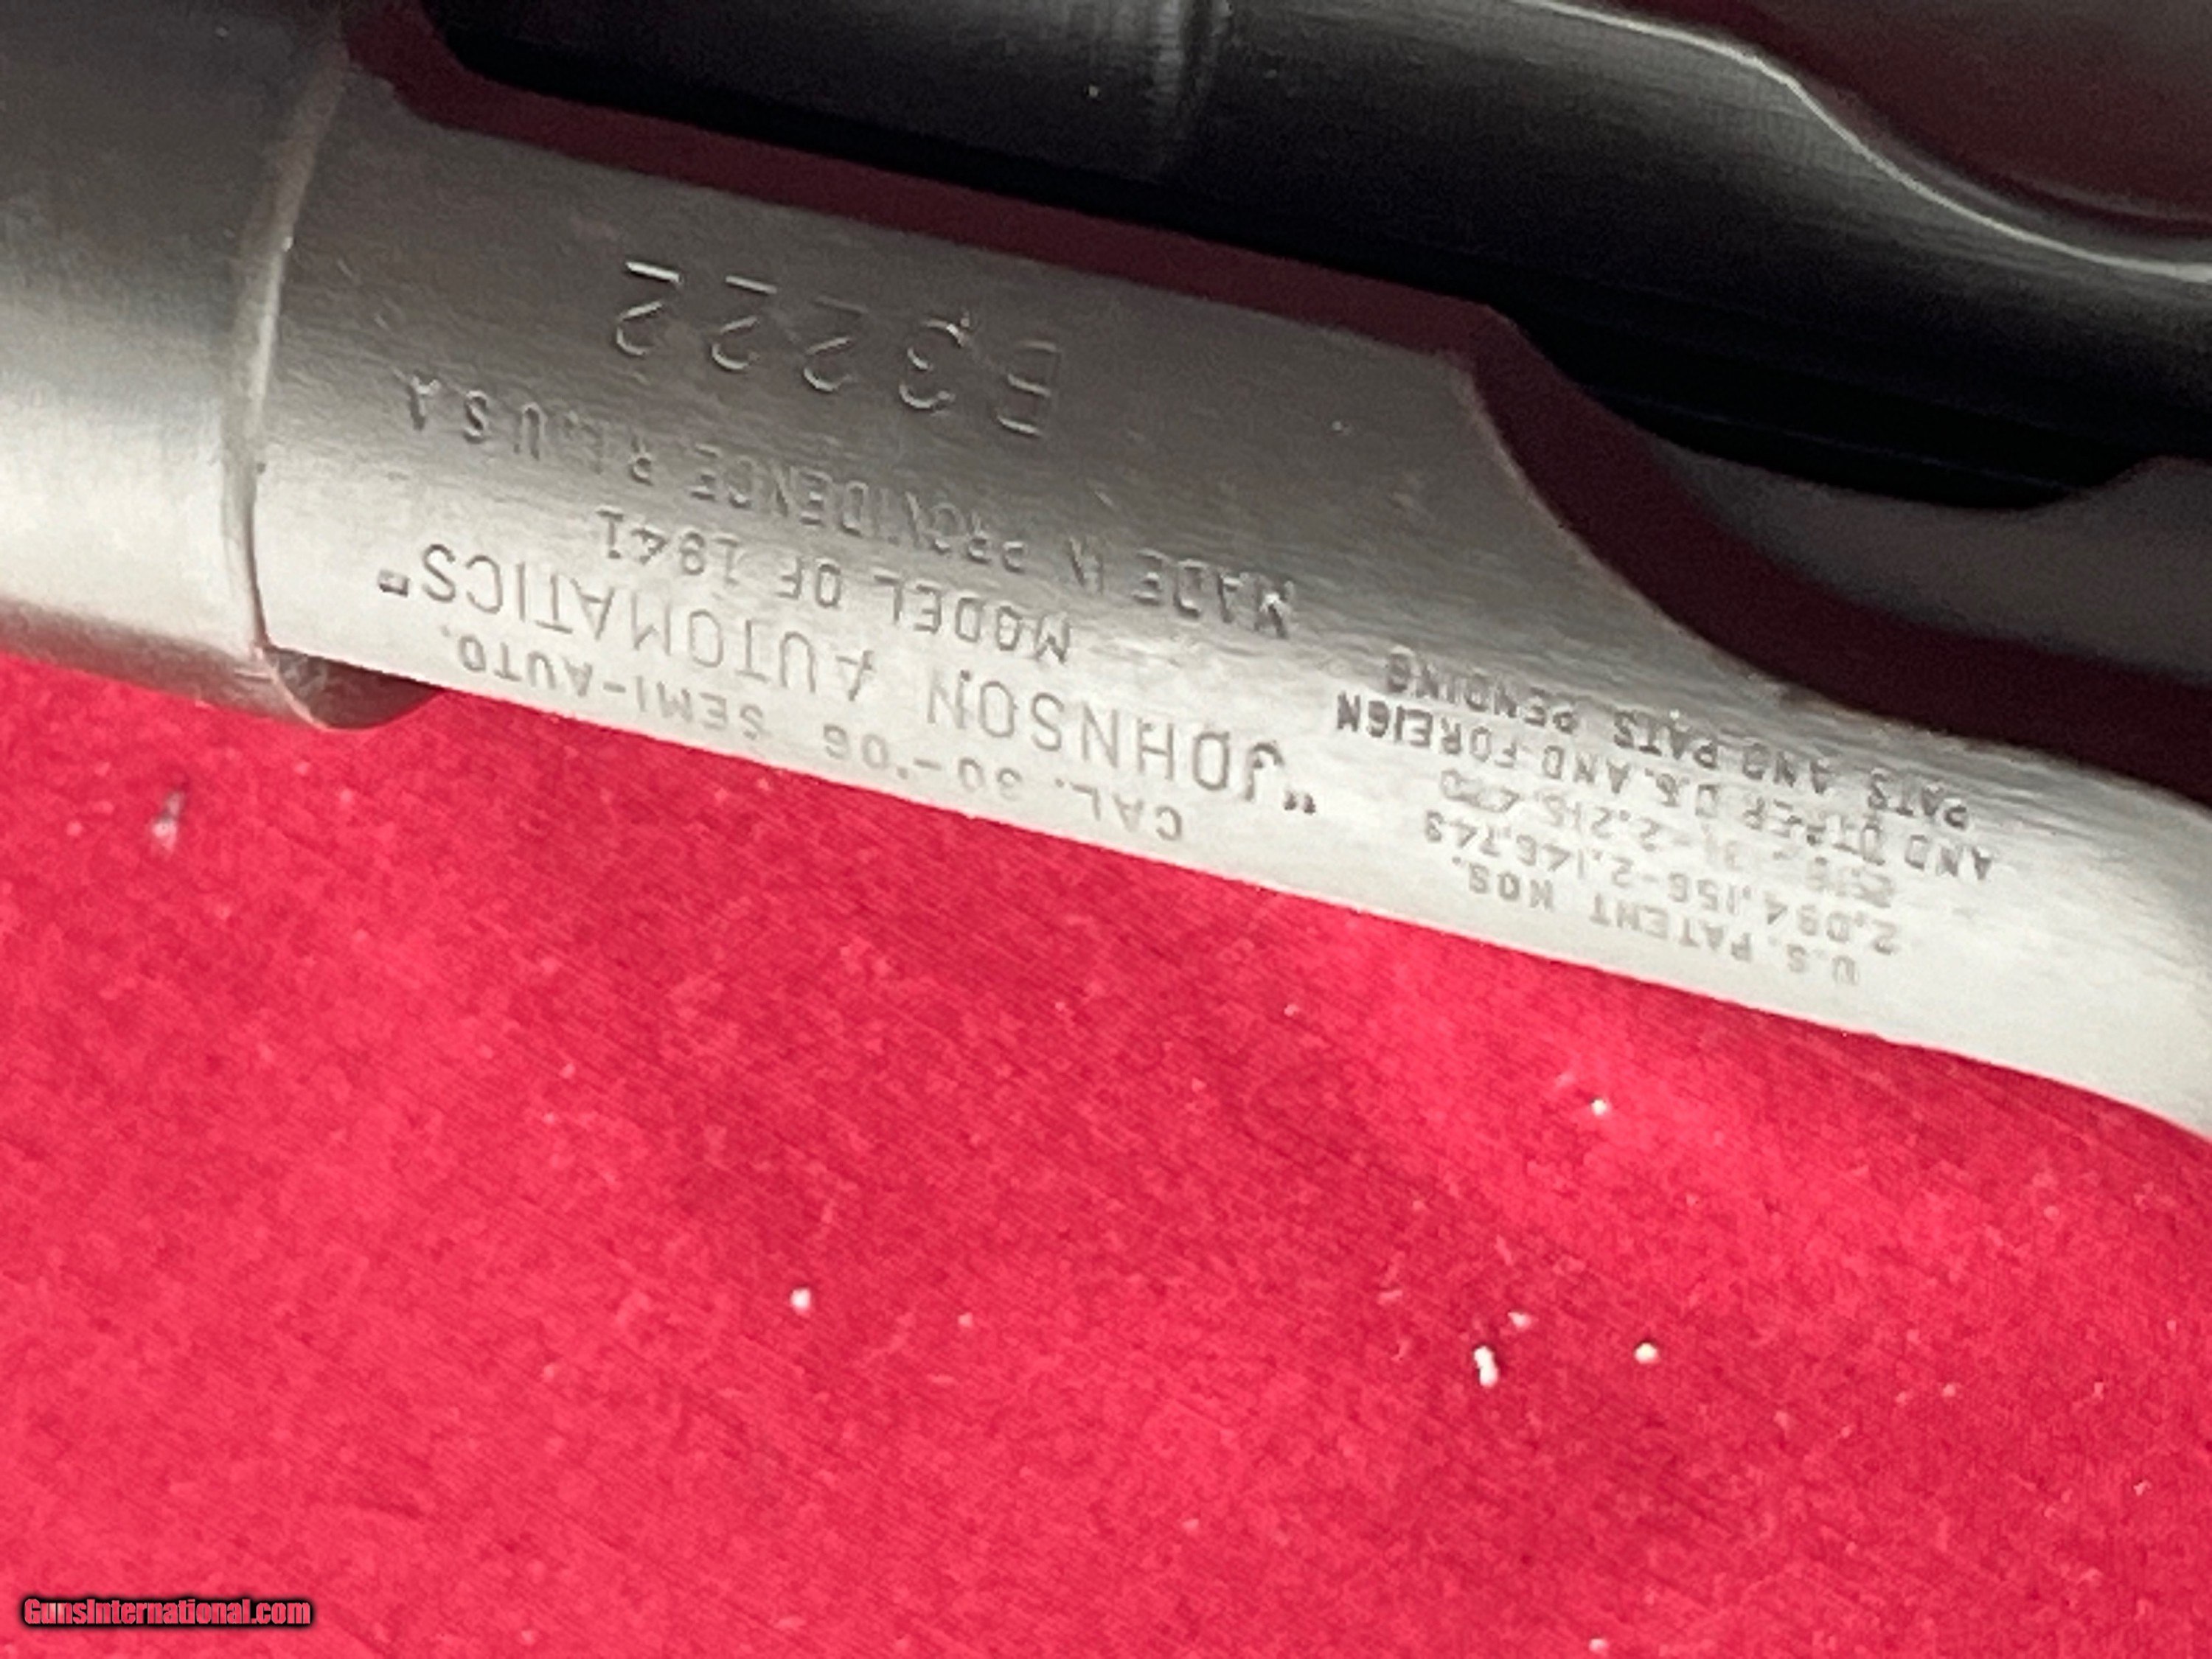 CAL. 30-'06 SEMI-AUTO.
"JOHNSON AUTOMATICS"
MODEL OF 1941
MADE IN PROVIDENCE R.I., U.S.A
B3222
U.S. PATENT NOS.
2,094,156-2,146,743
AND OTHER U.S. AND FOREIGN
PATS. AND PATS. PENDING
GunsInternational.com